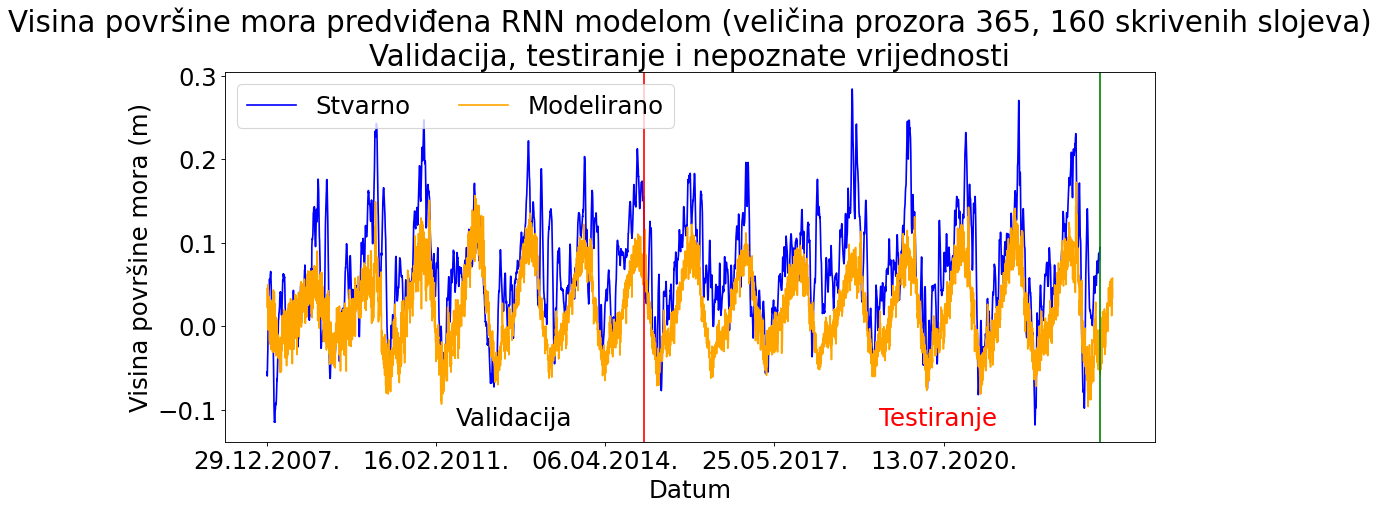 Visina površine mora predviđena RNN modelom (veličina prozora 365, 160 skrivenih slojeva)
Validacija, testiranje i nepoznate vrijednosti
Stvarno
Modelirano
Visina površine mora (m)
0.3
0.2
0.1
0.0
−0.1
Validacija
Testiranje
29.12.2007.
16.02.2011.
06.04.2014.
25.05.2017.
13.07.2020.
Datum